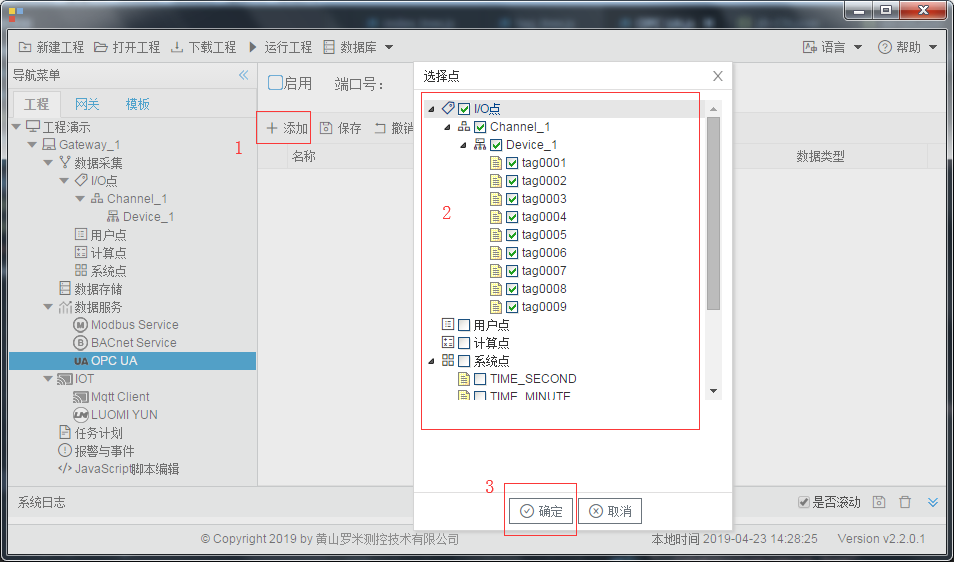 新建工程 打开工程 下载工程 运行工程 数据库 语言 帮助
导航菜单
工程 网关 模板
工程演示
Gateway_1
数据采集
I/O点
Channel_1
Device_1
用户点
计算点
系统点
数据存储
数据服务
Modbus Service
BACnet Service
UA OPC UA
IOT
Mqtt Client
LUOMI YUN
任务计划
报警与事件
JavaScript脚本编辑
启用 端口号：
1 添加 保存 撤销
名称 数据类型
选择点
I/O点
Channel_1
Device_1
tag0001
tag0002
tag0003
2
tag0004
tag0005
tag0006
tag0007
tag0008
tag0009
用户点
计算点
系统点
TIME_SECOND
TIME_MINUTE
3
确定 取消
系统日志 是否滚动
© Copyright 2019 by 黄山罗米测控技术有限公司 本地时间 2019-04-23 14:28:25 Version v2.2.0.1